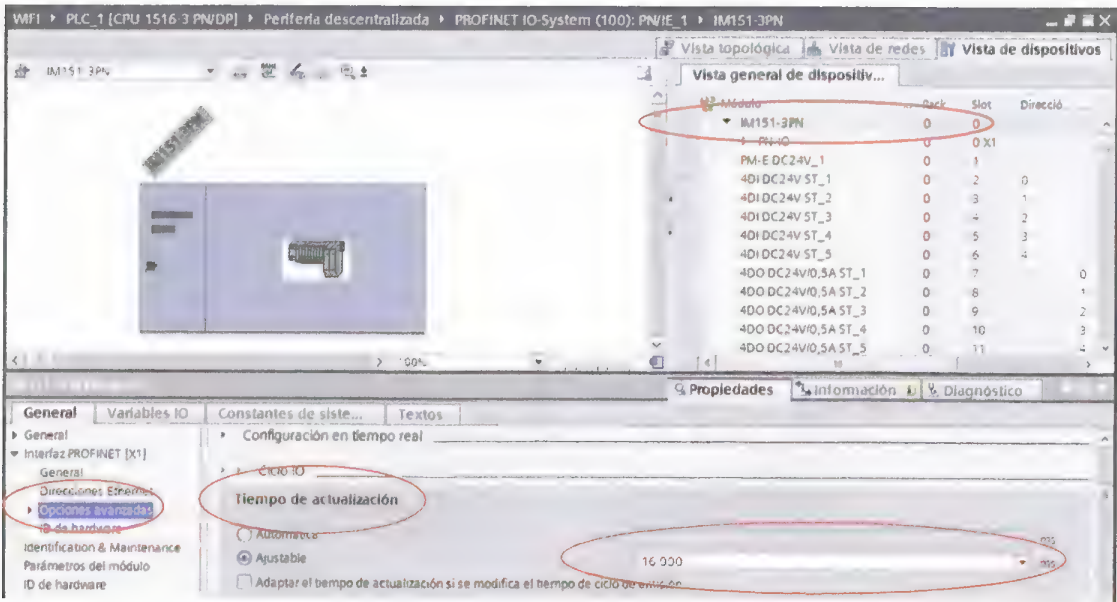 WIFI ▸ PLC_1 [CPU 1516-3 PN/DP] ▸ Periferia descentralizada ▸ PROFINET IO-System (100): PN/IE_1 ▸ IM151-3PN
Vista topológica Vista de redes Vista de dispositivos
IM151-3PN
Vista general de dispositiv...
Módulo Rack Slot Direcció...
IM151-3PN 0 0
PN-IO 0 0 X1
PM-E DC24V_1 0 1
4DI DC24V ST_1 0 2 0
4DI DC24V ST_2 0 3 1
4DI DC24V ST_3 0 4 2
4DI DC24V ST_4 0 5 3
4DI DC24V ST_5 0 6 4
4DO DC24V/0,5A ST_1 0 7 0
4DO DC24V/0,5A ST_2 0 8 1
4DO DC24V/0,5A ST_3 0 9 2
4DO DC24V/0,5A ST_4 0 10 3
4DO DC24V/0,5A ST_5 0 11 4
IM151-3PN
100%
Propiedades Información Diagnóstico
General Variables IO Constantes de siste... Textos
General
Interfaz PROFINET [X1]
General
Direcciones Ethernet
Opciones avanzadas
ID de hardware
Identification & Maintenance
Parámetros del módulo
ID de hardware
Configuración en tiempo real
Ciclo IO
Tiempo de actualización
Automático
ms
Ajustable 16.000 ms
Adaptar el tiempo de actualización si se modifica el tiempo de ciclo de emisión